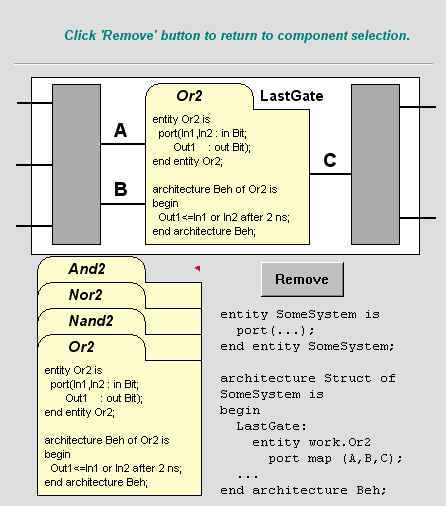 Click 'Remove' button to return to component selection.
Or2
LastGate
entity Or2 is
port(In1,In2 : in Bit;
Out1 : out Bit);
end entity Or2;
architecture Beh of Or2 is
begin
Out1<=In1 or In2 after 2 ns;
end architecture Beh;
A
B
C
And2
Nor2
Nand2
Or2
entity Or2 is
port(In1,In2 : in Bit;
Out1 : out Bit);
end entity Or2;
architecture Beh of Or2 is
begin
Out1<=In1 or In2 after 2 ns;
end architecture Beh;
Remove
entity SomeSystem is
port(...);
end entity SomeSystem;
architecture Struct of
SomeSystem is
begin
LastGate:
entity work.Or2
port map (A,B,C);
...
end architecture Beh;